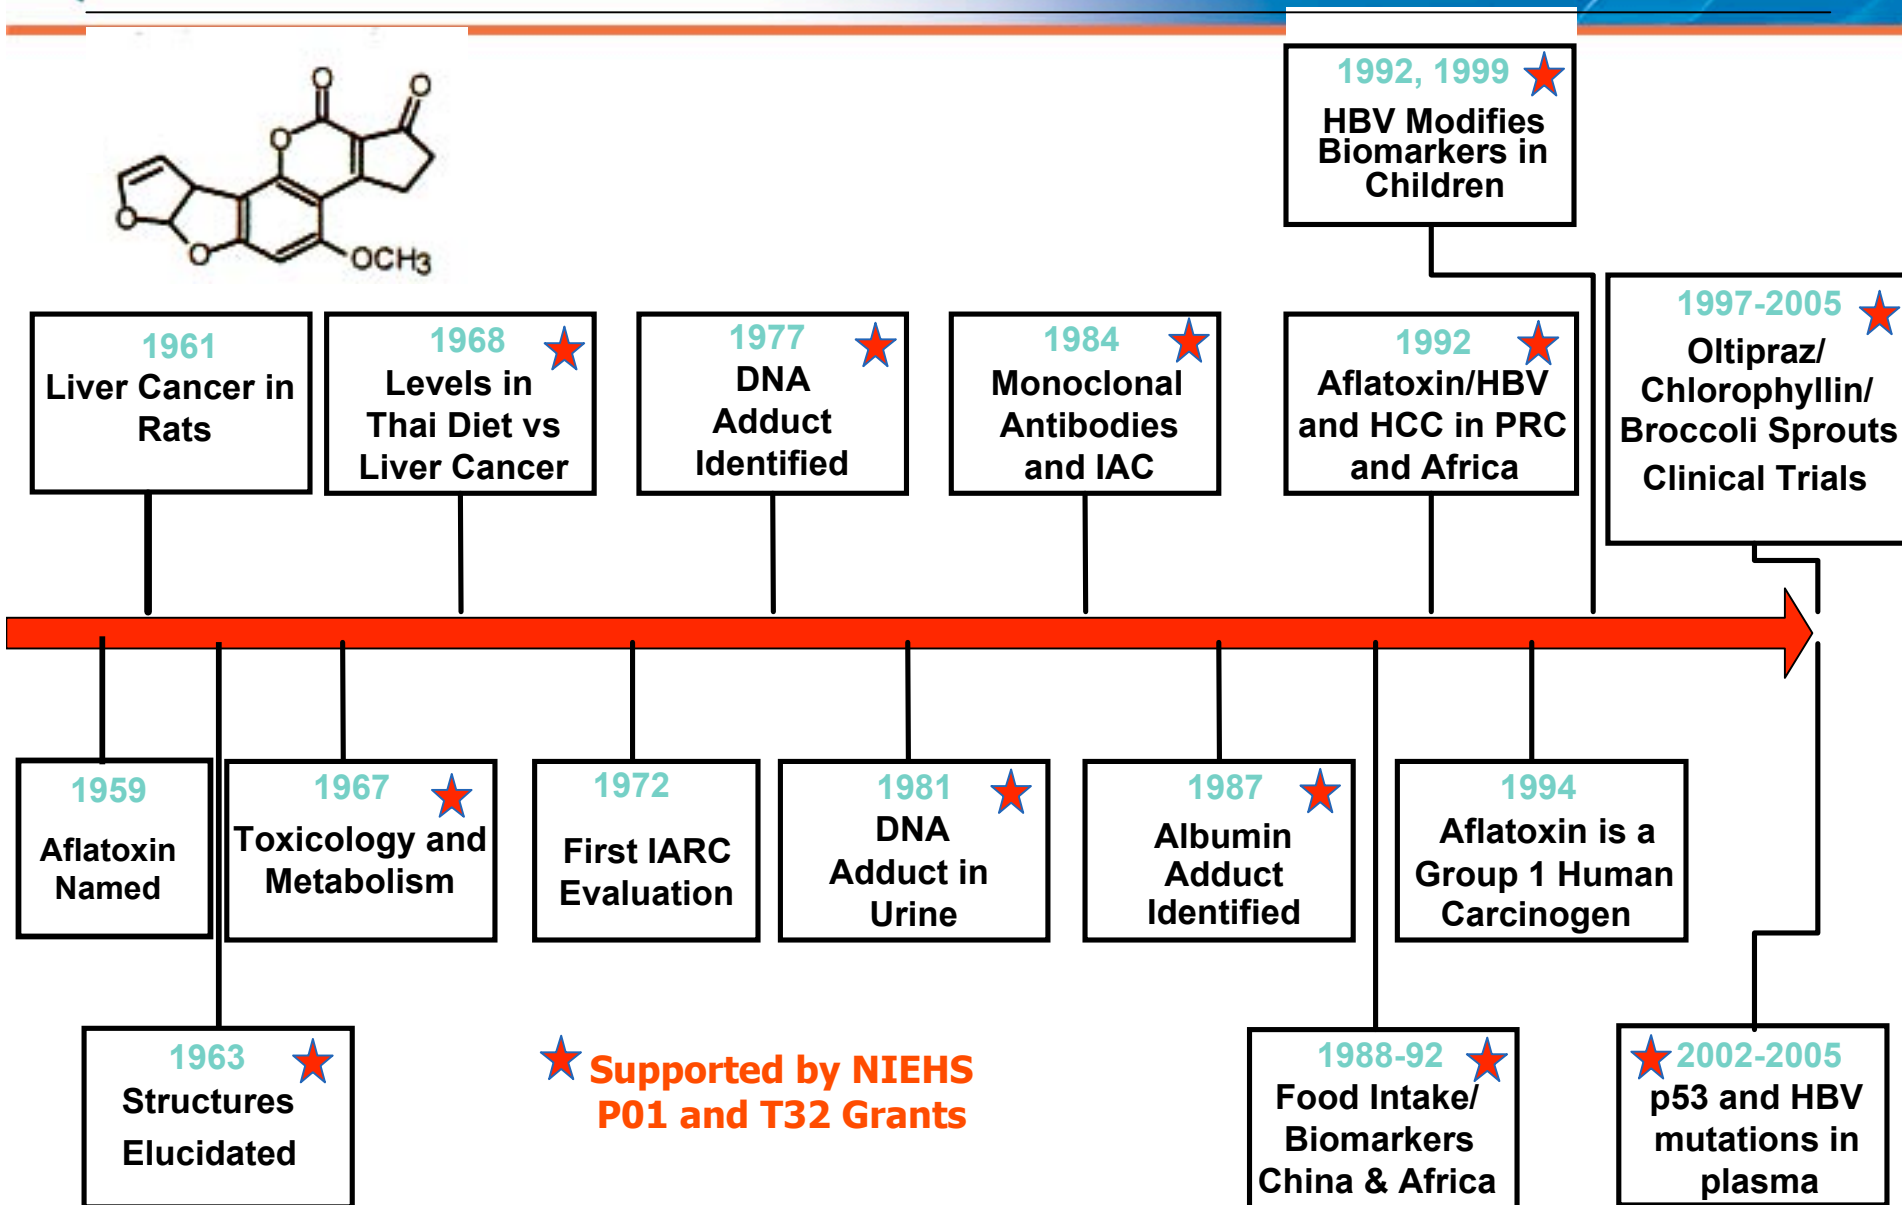 O
O
O
O
O
OCH3
1992, 1999
HBV Modifies
Biomarkers in
Children
1961
Liver Cancer in
Rats
1968
Levels in
Thai Diet vs
Liver Cancer
1977
DNA
Adduct
Identified
1984
Monoclonal
Antibodies
and IAC
1992
Aflatoxin/HBV
and HCC in PRC
and Africa
1997-2005
Oltipraz/
Chlorophyllin/
Broccoli Sprouts
Clinical Trials
1959
Aflatoxin
Named
1967
Toxicology and
Metabolism
1972
First IARC
Evaluation
1981
DNA
Adduct in
Urine
1987
Albumin
Adduct
Identified
1994
Aflatoxin is a
Group 1 Human
Carcinogen
1963
Structures
Elucidated
Supported by NIEHS
P01 and T32 Grants
1988-92
Food Intake/
Biomarkers
China & Africa
2002-2005
p53 and HBV
mutations in
plasma